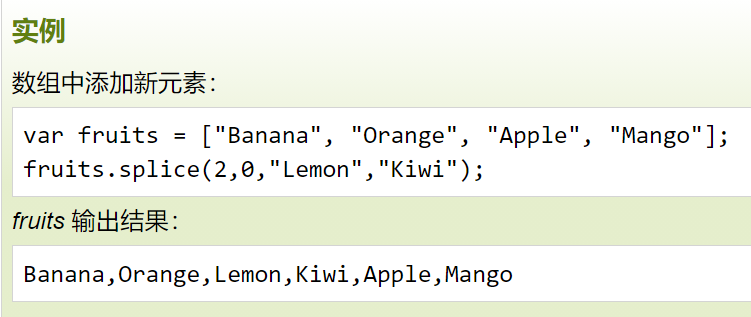 实例
数组中添加新元素：
var fruits = ["Banana", "Orange", "Apple", "Mango"];
fruits.splice(2,0,"Lemon","Kiwi");
fruits 输出结果：
Banana,Orange,Lemon,Kiwi,Apple,Mango